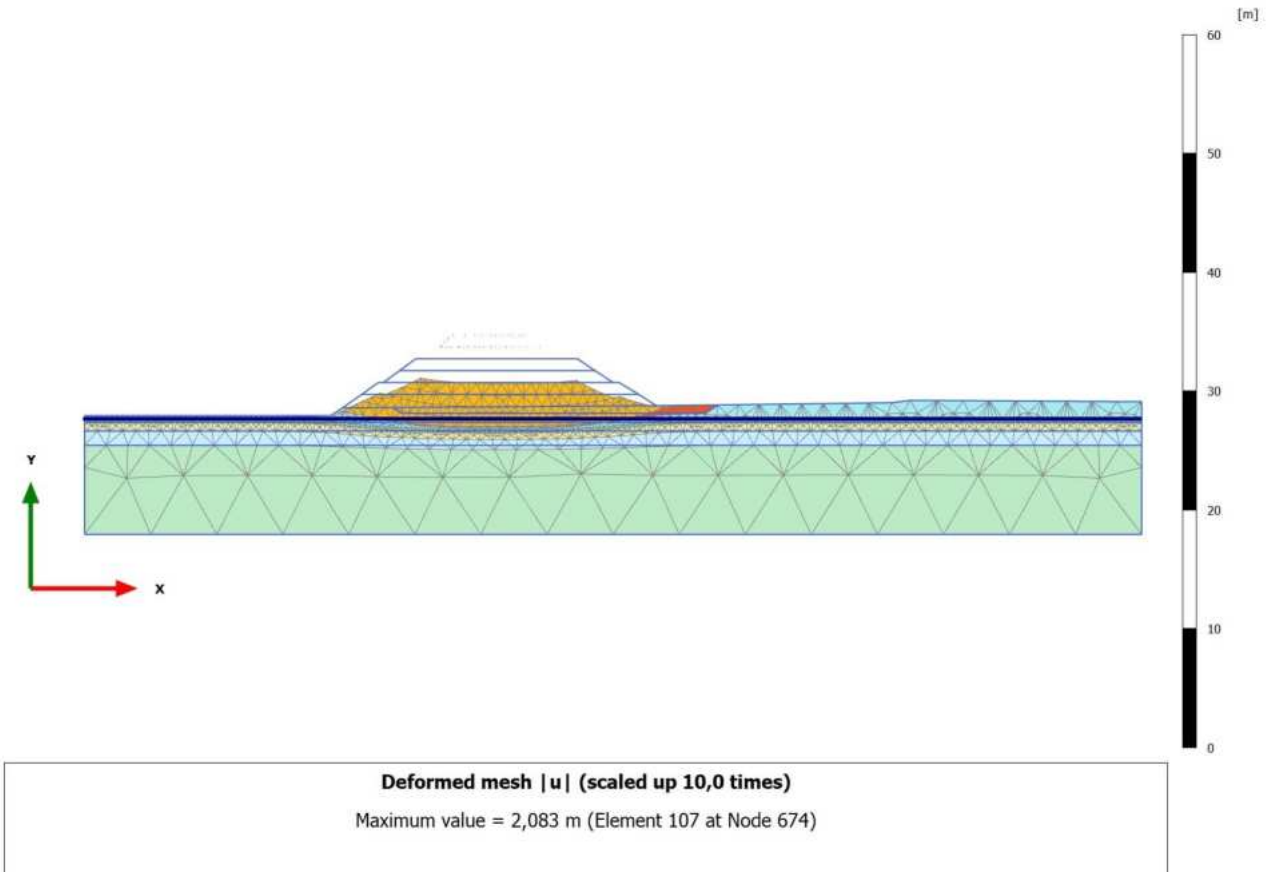 [m]
60
50
40
30
20
10
0
Y
X
Deformed mesh |u| (scaled up 10,0 times)
Maximum value = 2,083 m (Element 107 at Node 674)